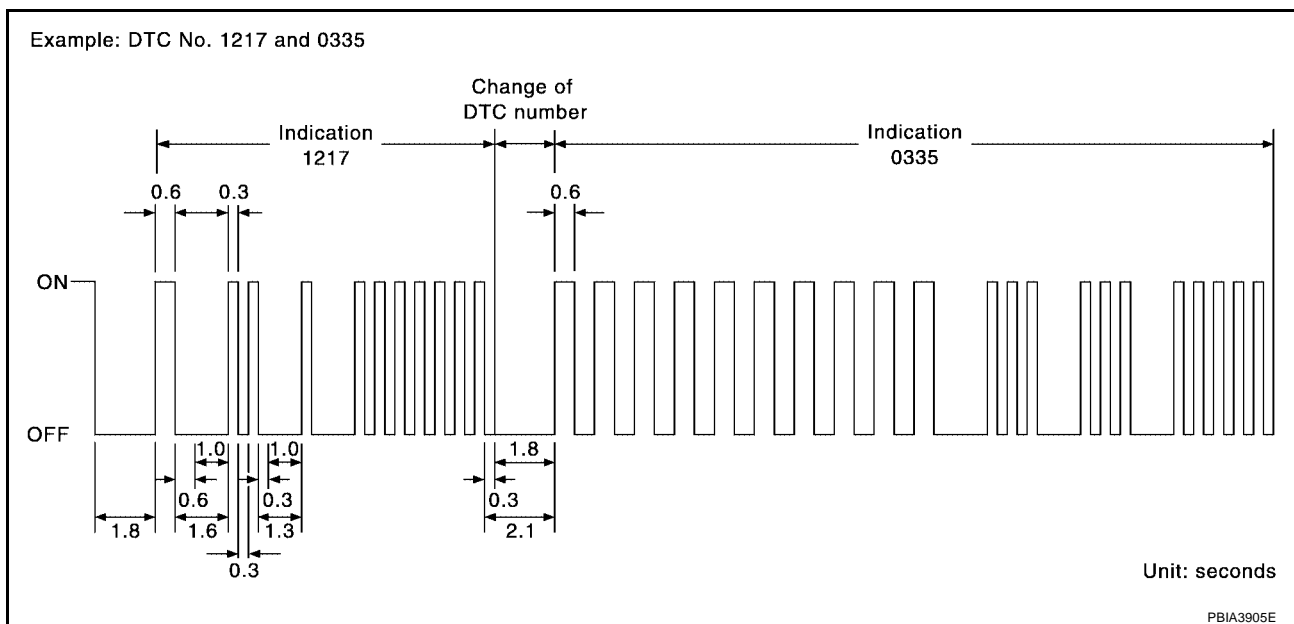 Example: DTC No. 1217 and 0335
Change of
DTC number
Indication
1217
Indication
0335
0.6
0.3
0.6
ON
OFF
1.0
1.0
1.8
0.6
0.3
0.3
1.8
1.6
1.3
2.1
0.3
Unit: seconds
PBIA3905E